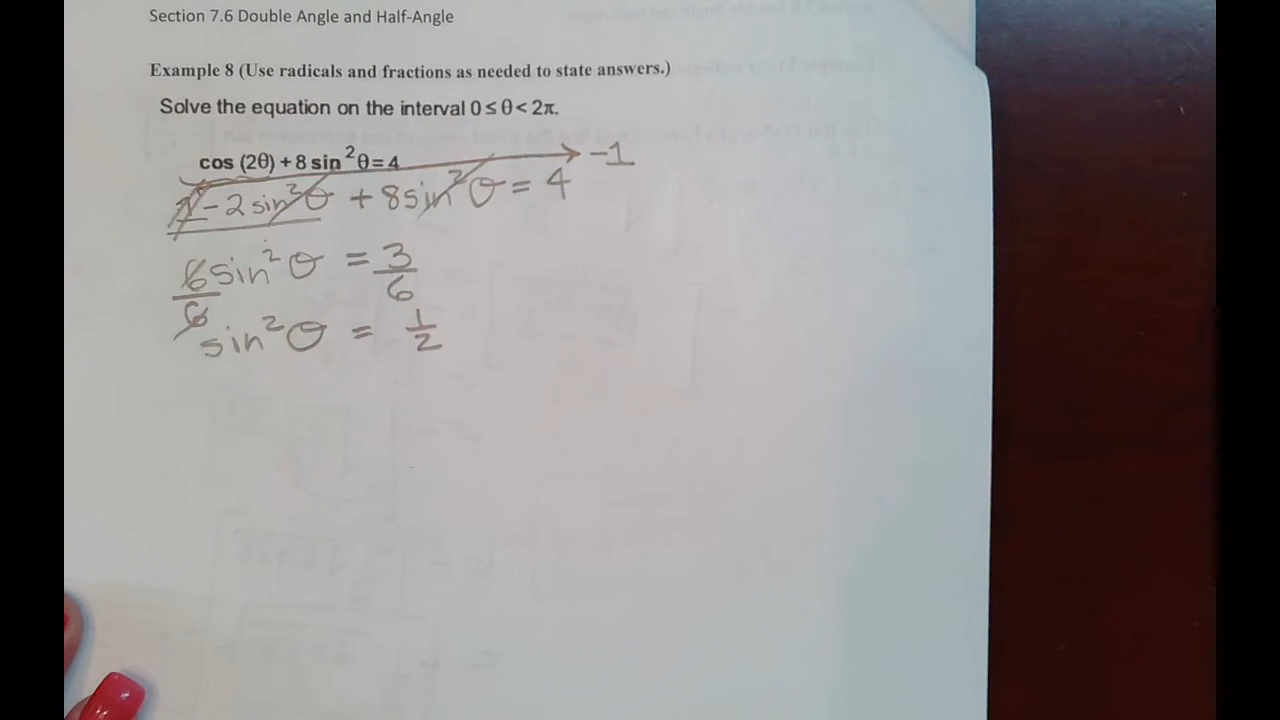 Section 7.6 Double Angle and Half-Angle
Example 8 (Use radicals and fractions as needed to state answers.)
Solve the equation on the interval 0 ≤ θ < 2π.
cos (2θ) + 8 sin ²θ = 4 → -1
1 - 2 sin²θ + 8sin²θ = 4
6sin²θ = 3
6 6
sin²θ = 1/2